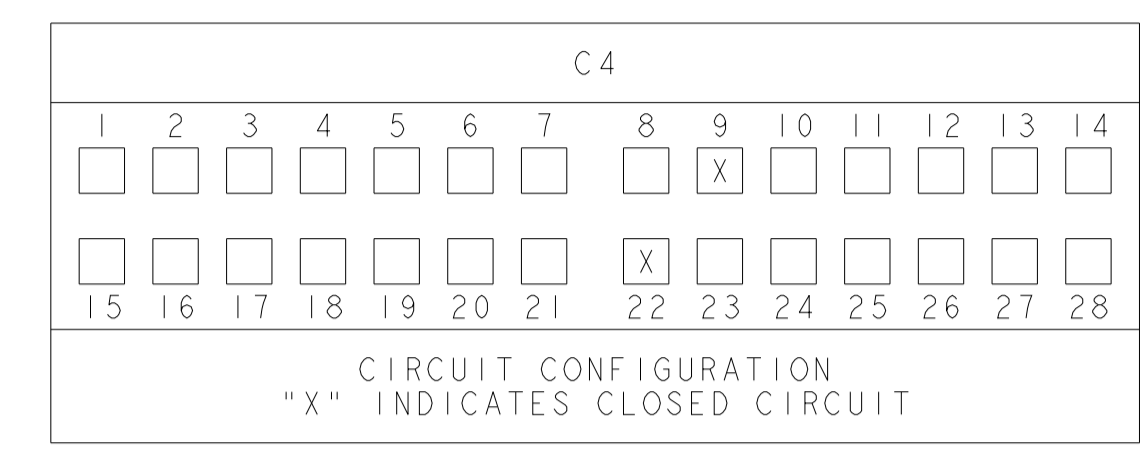 C4
1 2 3 4 5 6 7 8 9 10 11 12 13 14
X
X
15 16 17 18 19 20 21 22 23 24 25 26 27 28
CIRCUIT CONFIGURATION
"X" INDICATES CLOSED CIRCUIT